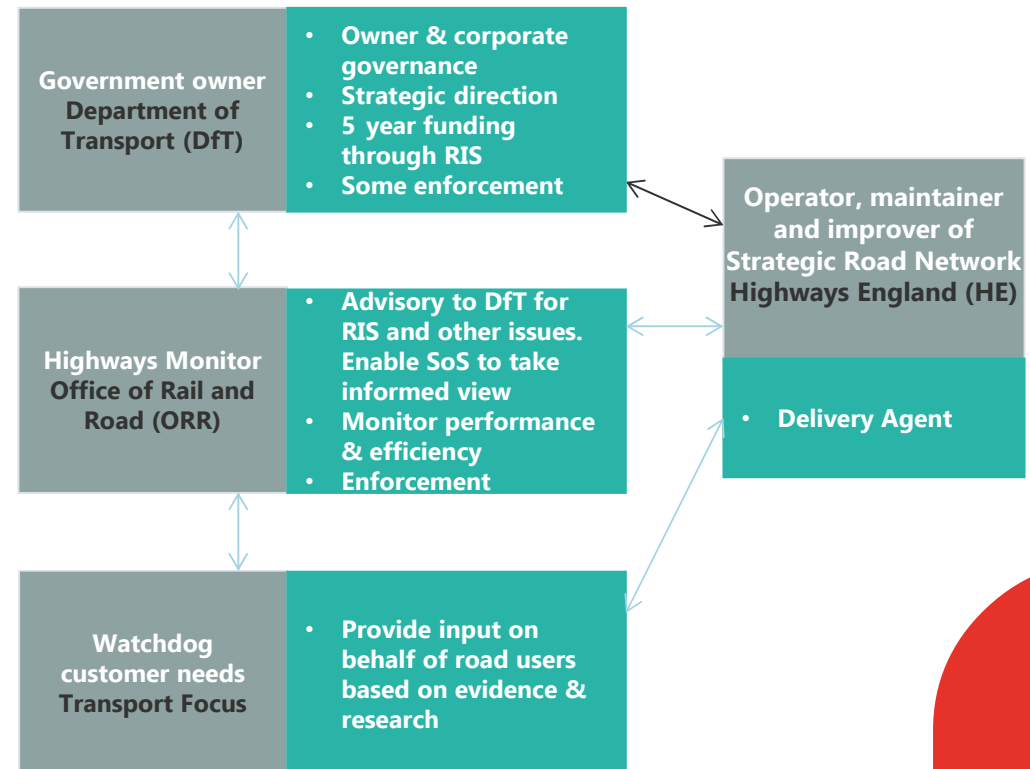 Government owner
Department of
Transport (DfT)
• Owner & corporate
governance
• Strategic direction
• 5 year funding
through RIS
• Some enforcement
Operator, maintainer
and improver of
Strategic Road Network
Highways England (HE)
• Delivery Agent
Highways Monitor
Office of Rail and
Road (ORR)
• Advisory to DfT for
RIS and other issues.
Enable SoS to take
informed view
• Monitor performance
& efficiency
• Enforcement
Watchdog
customer needs
Transport Focus
• Provide input on
behalf of road users
based on evidence &
research